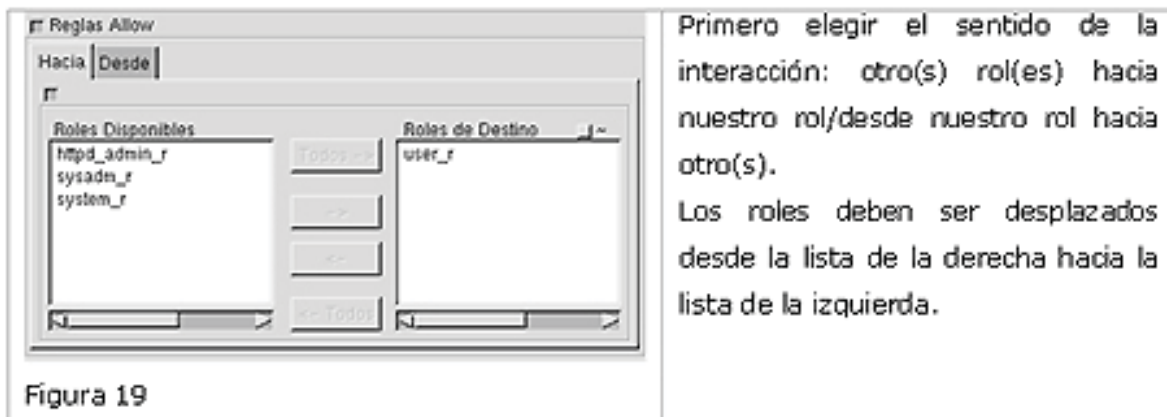 Reglas Allow
Hacia Desde
Roles Disponibles
httpd_admin_r
sysadm_r
system_r
Todos ->
->
<-
<- Todos
Roles de Destino ~
user_r
Figura 19
Primero elegir el sentido de la
interacción: otro(s) rol(es) hacia
nuestro rol/desde nuestro rol hacia
otro(s).
Los roles deben ser desplazados
desde la lista de la derecha hacia la
lista de la izquierda.